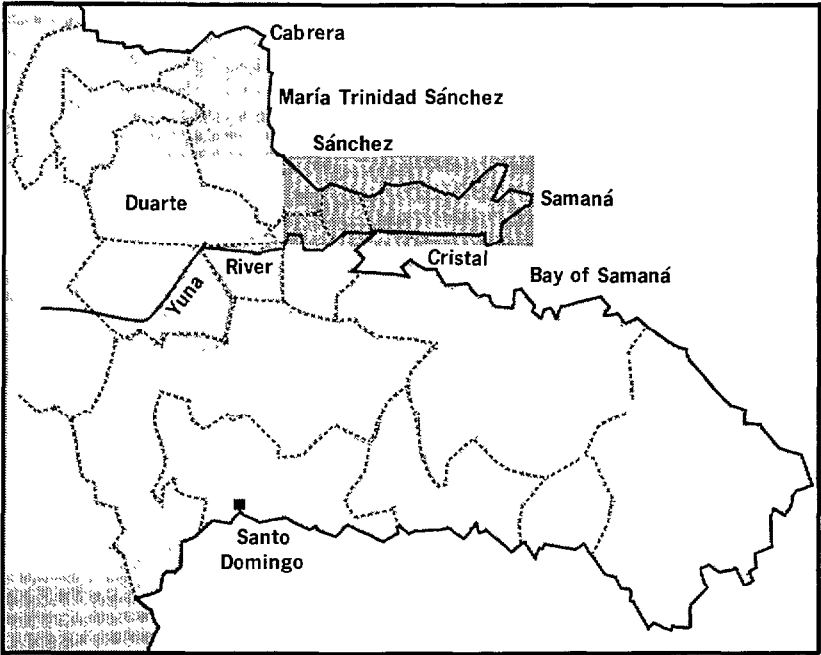 Cabrera
María Trinidad Sánchez
Sánchez
Duarte
Samaná
River
Cristal
Yuna
Bay of Samaná
Santo
Domingo